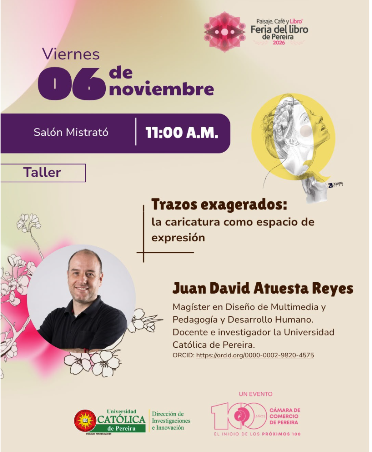 Paisaje, Café y Libro
Feria del libro
de Pereira
2026
Viernes
06 de
noviembre
Salón Mistrató
11:00 A.M.
Taller
Trazos exagerados:
la caricatura como espacio de
expresión
Juan David Atuesta Reyes
Magíster en Diseño de Multimedia y
Pedagogía y Desarrollo Humano.
Docente e investigador la Universidad
Católica de Pereira.
ORCID: https://orcid.org/0000-0002-9820-4575
UN EVENTO
Universidad
CATÓLICA
de Pereira
Dirección de
Investigaciones
e Innovación
100
CÁMARA DE
COMERCIO
DE PEREIRA
EL INICIO DE LOS PRÓXIMOS 100